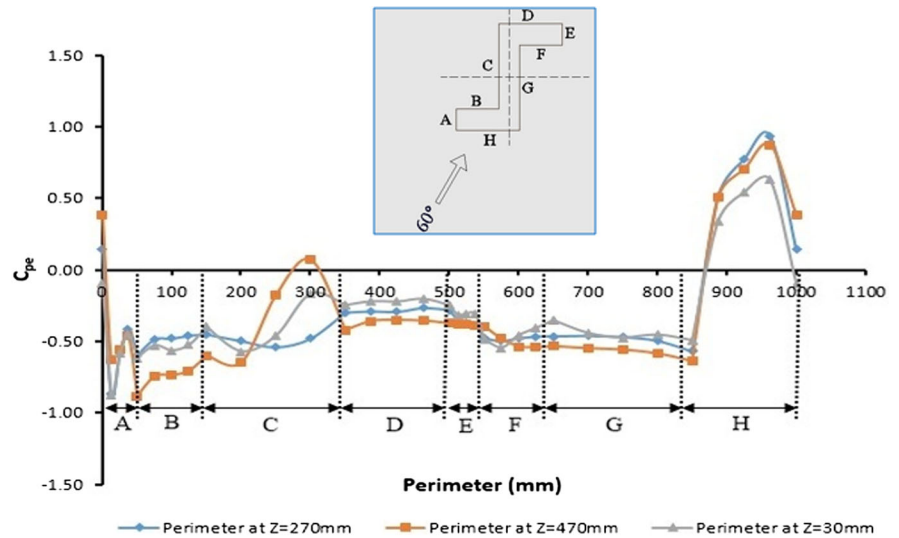 D
E
F
C
G
B
A
H
60°
1.50
1.00
0.50
0.00
-0.50
-1.00
-1.50
Cpe
0 100 200 300 400 500 600 700 800 900 1000 1100
A B C D E F G H
Perimeter (mm)
Perimeter at Z=270mm Perimeter at Z=470mm Perimeter at Z=30mm